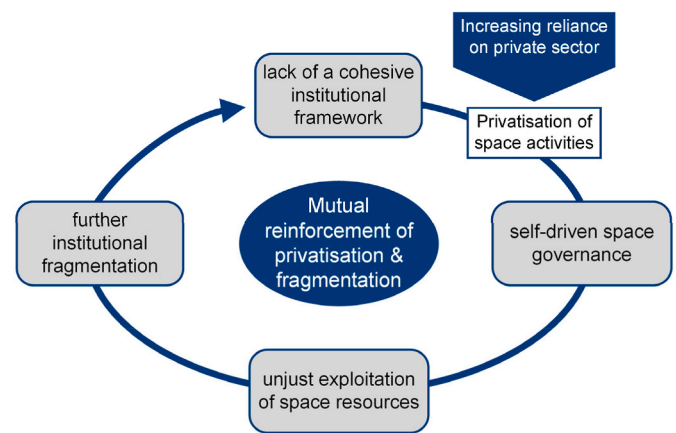 Increasing reliance
on private sector
lack of a cohesive
institutional
framework
Privatisation of
space activities
further
institutional
fragmentation
Mutual
reinforcement of
privatisation &
fragmentation
self-driven space
governance
unjust exploitation
of space resources